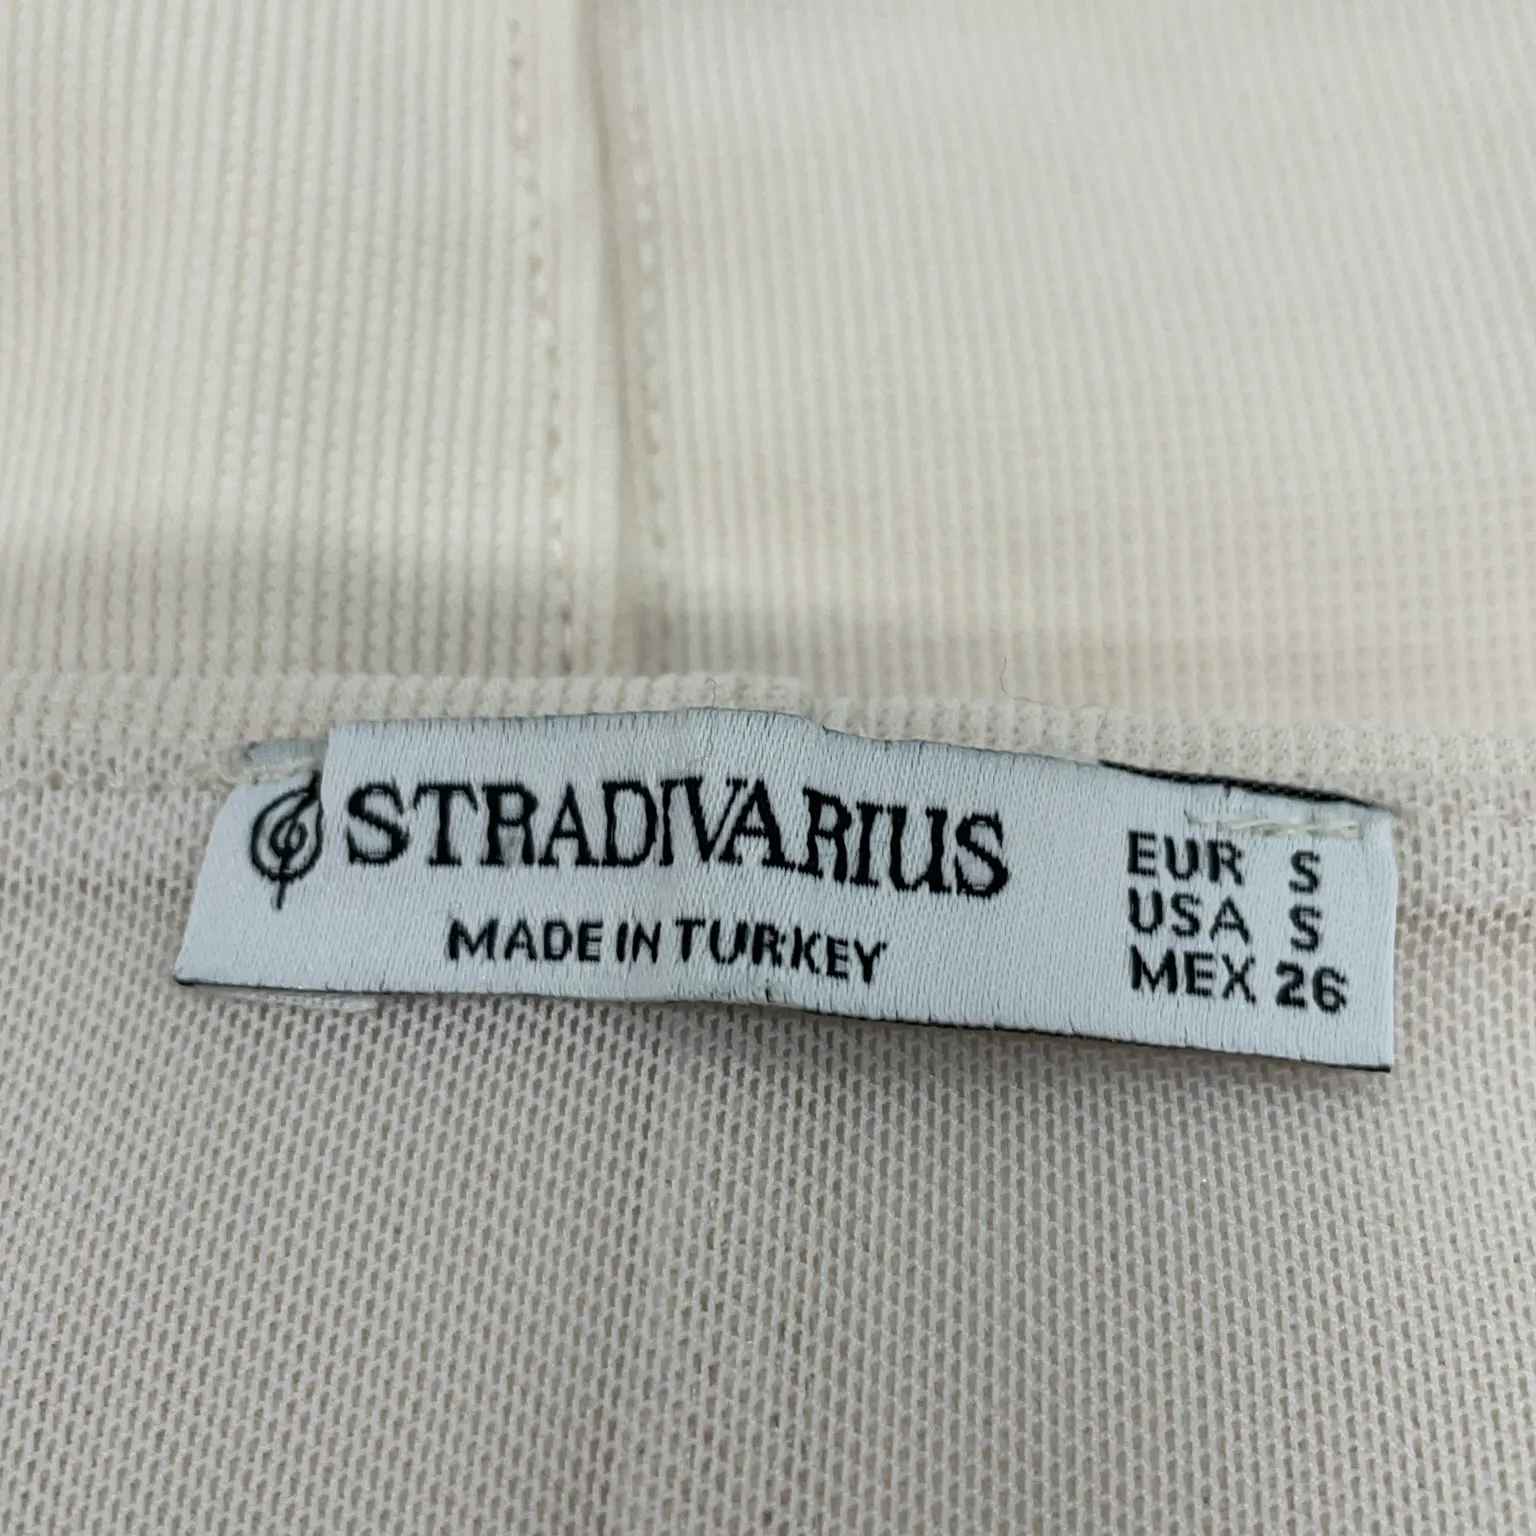 STRADIVARIUS
MADE IN TURKEY
EUR S
USA S
MEX 26